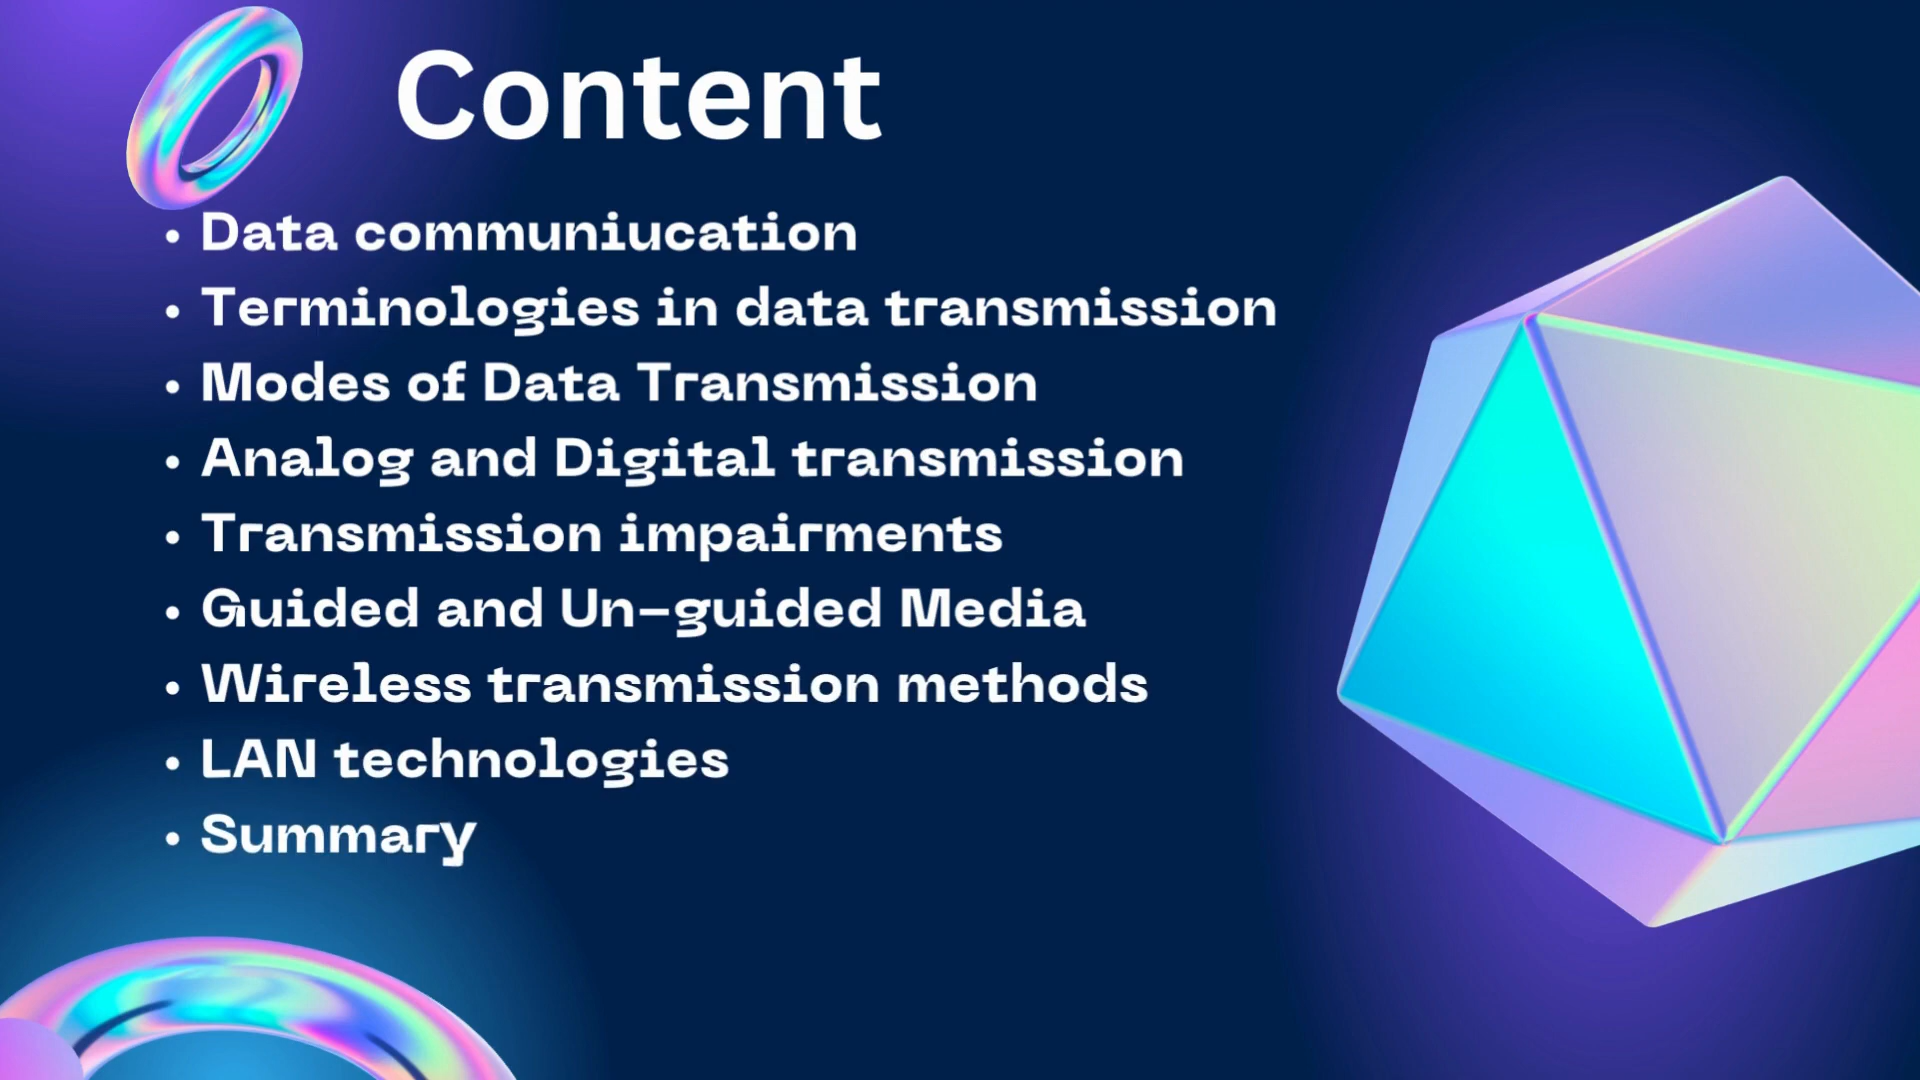 Content
• Data communiucation
• Terminologies in data transmission
• Modes of Data Transmission
• Analog and Digital transmission
• Transmission impairments
• Guided and Un-guided Media
• Wireless transmission methods
• LAN technologies
• Summary